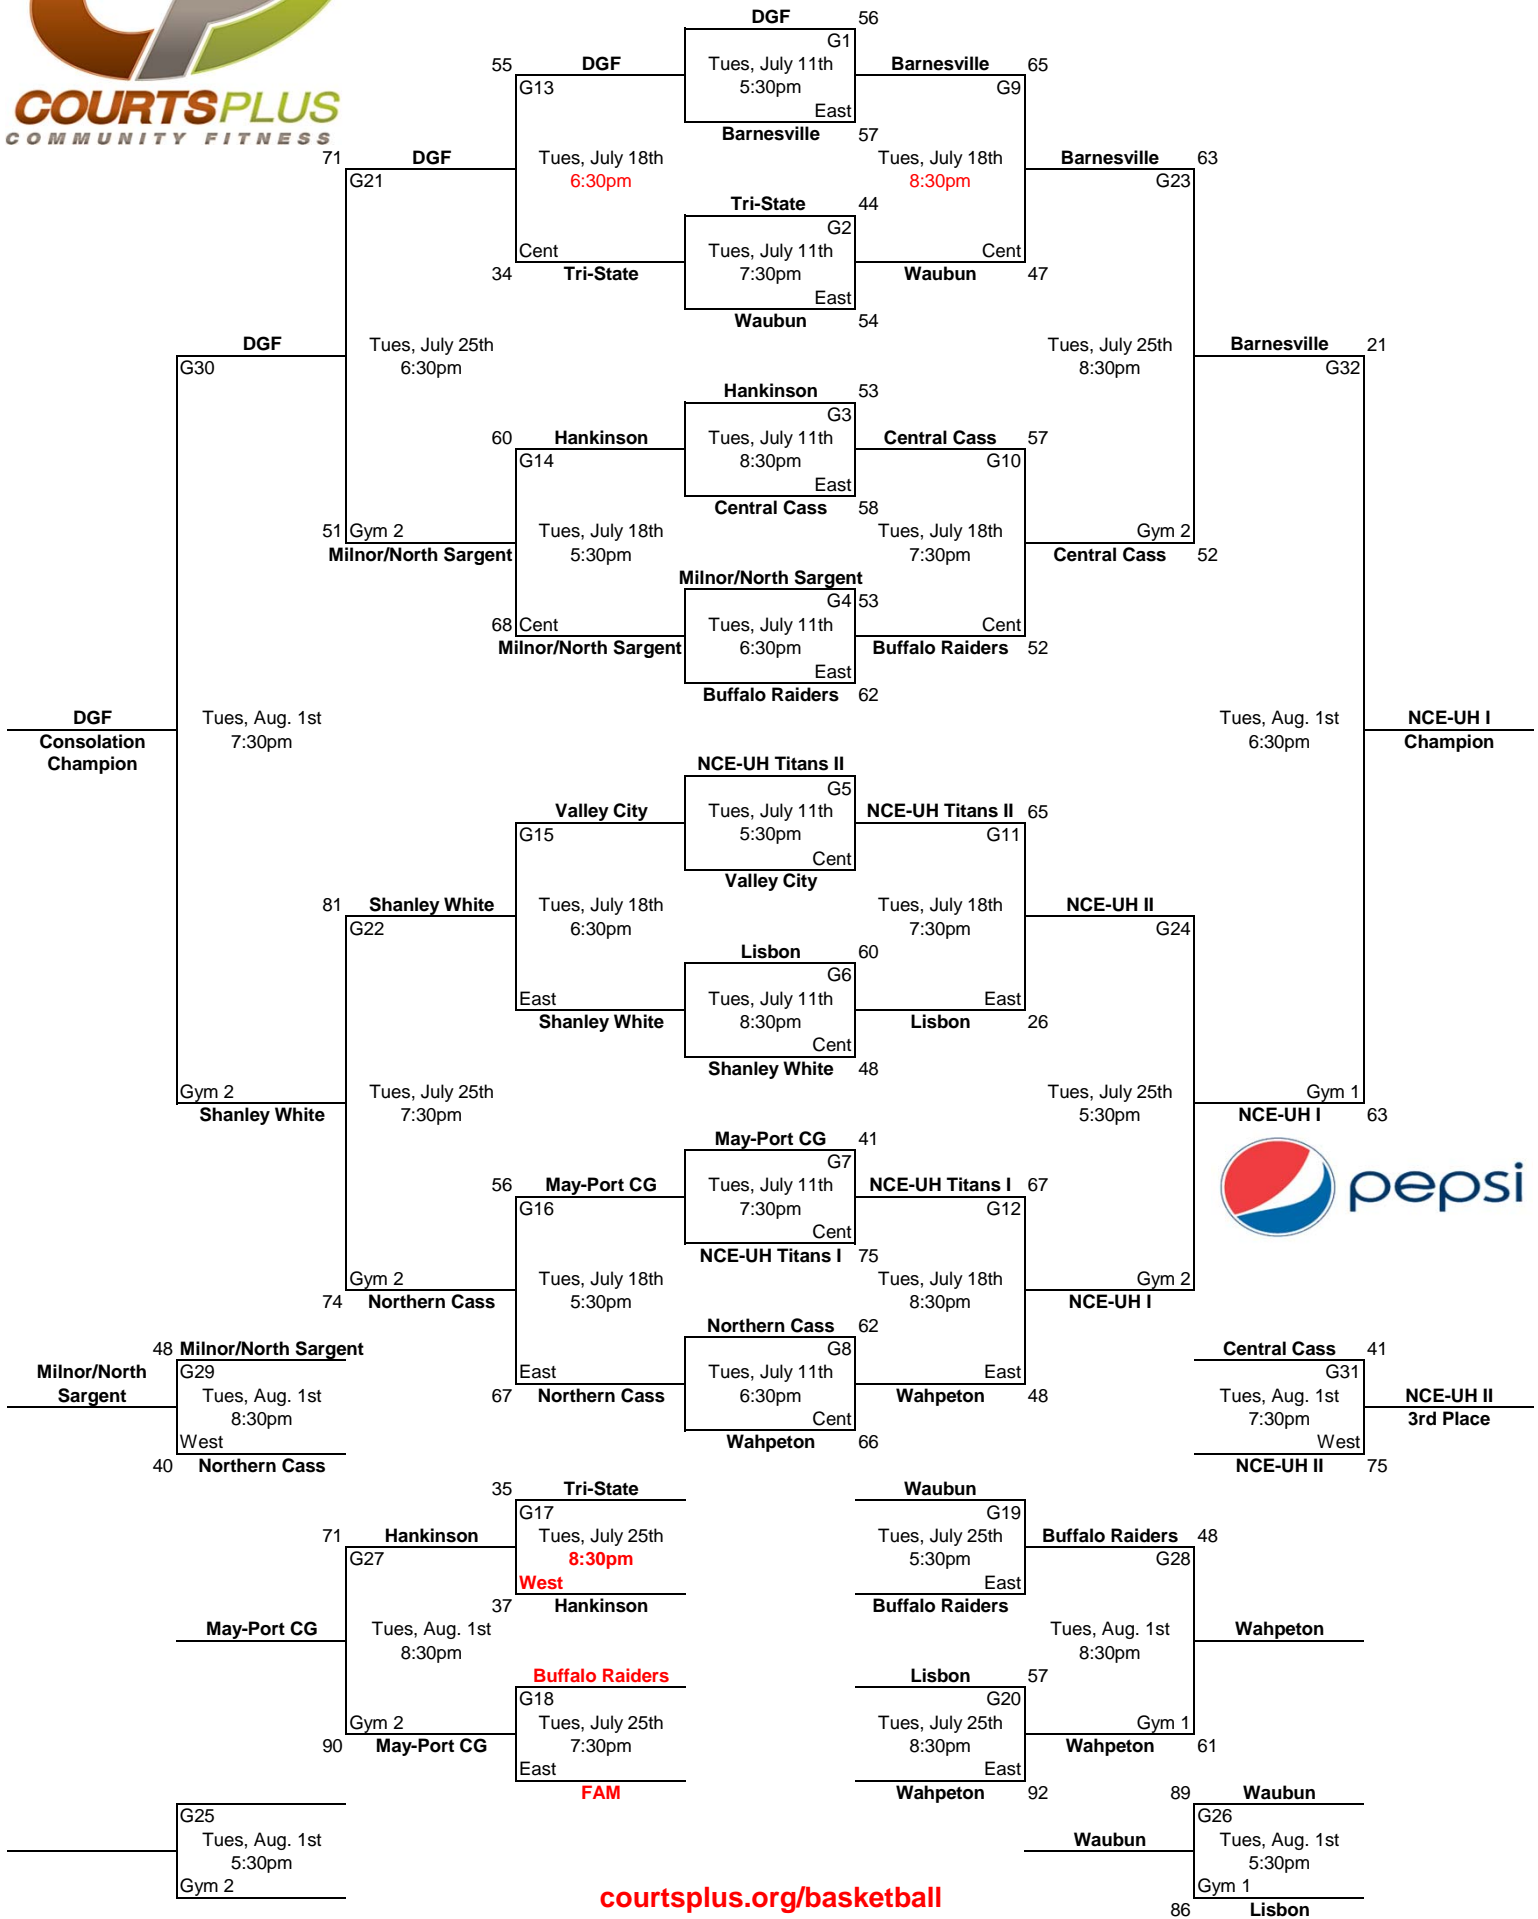 DGF 56
G1
55 DGF Tues, July 11th Barnesville 65
G13 5:30pm G9
COURTSPLUS East
COMMUNITY FITNESS Barnesville 57
71 DGF Tues, July 18th Tues, July 18th Barnesville 63
G21 6:30pm 8:30pm G23
Tri-State 44
G2
Cent Tues, July 11th Cent
34 Tri-State 7:30pm Waubun 47
East
Waubun 54
DGF Tues, July 25th Tues, July 25th Barnesville 21
G30 6:30pm 8:30pm G32
Hankinson 53
G3
60 Hankinson Tues, July 11th Central Cass 57
G14 8:30pm G10
East
Central Cass 58
51 Gym 2 Tues, July 18th Tues, July 18th Gym 2
Milnor/North Sargent 5:30pm 7:30pm Central Cass 52
Milnor/North Sargent
G4 53
68 Cent Tues, July 11th Cent
Milnor/North Sargent 6:30pm Buffalo Raiders 52
East
Buffalo Raiders 62
DGF Tues, Aug. 1st Tues, Aug. 1st NCE-UH I
Consolation 7:30pm 6:30pm Champion
Champion
NCE-UH Titans II
G5
Valley City Tues, July 11th NCE-UH Titans II 65
G15 5:30pm G11
Cent
Valley City
81 Shanley White Tues, July 18th Tues, July 18th NCE-UH II
G22 6:30pm 7:30pm G24
Lisbon 60
G6
East Tues, July 11th East
Shanley White 8:30pm Lisbon 26
Cent
Shanley White 48
Gym 2 Tues, July 25th Tues, July 25th Gym 1
Shanley White 7:30pm 5:30pm NCE-UH I 63
May-Port CG 41
G7
56 May-Port CG Tues, July 11th NCE-UH Titans I 67 pepsi
G16 7:30pm G12
Cent
NCE-UH Titans I 75
Gym 2 Tues, July 18th Tues, July 18th Gym 2
74 Northern Cass 5:30pm 8:30pm NCE-UH I
Northern Cass 62
48 Milnor/North Sargent G8 Central Cass 41
Milnor/North G29 East Tues, July 11th East G31
Sargent Tues, Aug. 1st 67 Northern Cass 6:30pm Wahpeton 48 Tues, Aug. 1st NCE-UH II
8:30pm Cent 7:30pm 3rd Place
West Wahpeton 66 West
40 Northern Cass NCE-UH II 75
35 Tri-State Waubun
G17 G19
71 Hankinson Tues, July 25th Tues, July 25th Buffalo Raiders 48
G27 8:30pm 5:30pm G28
West East
37 Hankinson Buffalo Raiders
May-Port CG Tues, Aug. 1st Tues, Aug. 1st Wahpeton
8:30pm 8:30pm
Buffalo Raiders Lisbon 57
G18 G20
Gym 2 Tues, July 25th Tues, July 25th Gym 1
90 May-Port CG 7:30pm 8:30pm Wahpeton 61
East East
FAM Wahpeton 92 89 Waubun
G25 G26
Tues, Aug. 1st Waubun Tues, Aug. 1st
5:30pm 5:30pm
Gym 2 Gym 1
courtsplus.org/basketball
86 Lisbon